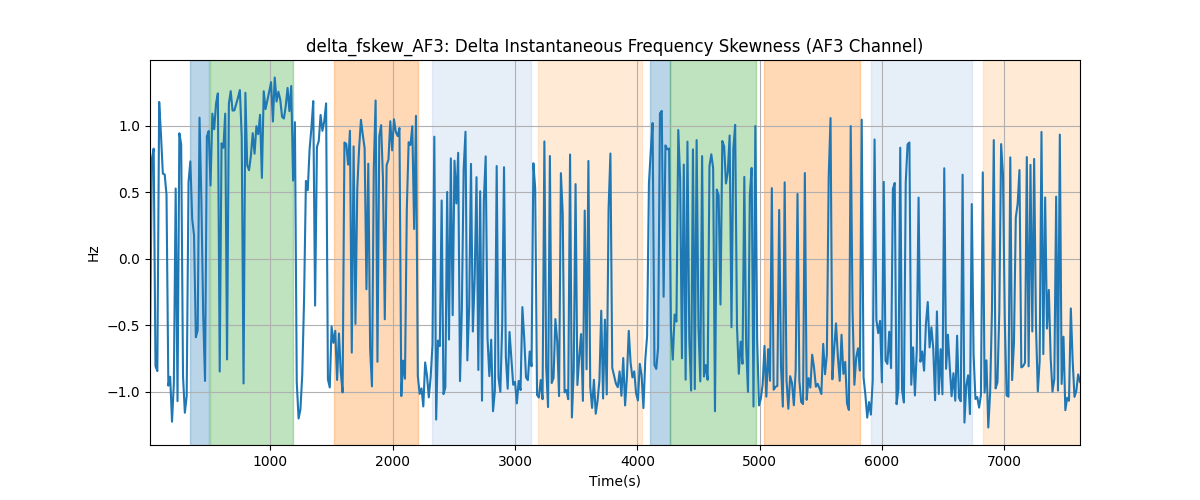 delta_fskew_AF3: Delta Instantaneous Frequency Skewness (AF3 Channel)
Hz
1.0
0.5
0.0
−0.5
−1.0
1000 2000 3000 4000 5000 6000 7000
Time(s)